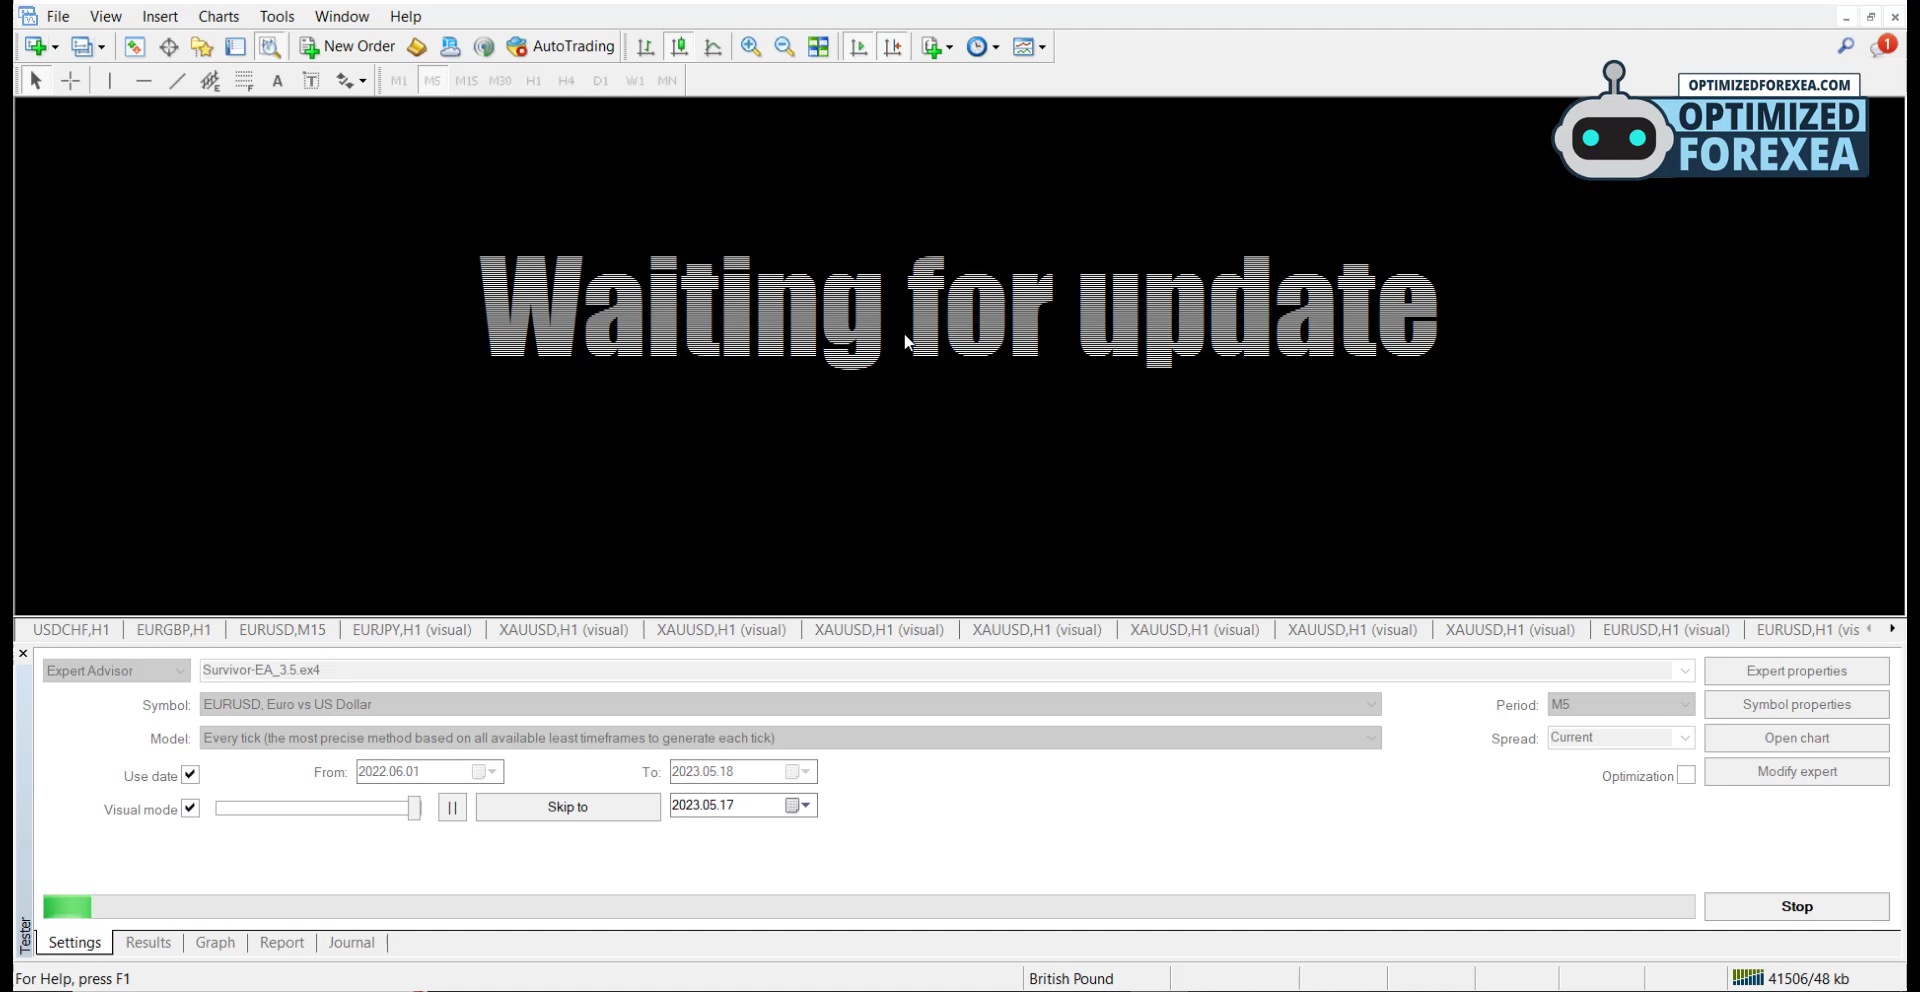 File View Insert Charts Tools Window Help
New Order AutoTrading 1
A T M1 M5 M15 M30 H1 H4 D1 W1 MN
OPTIMIZEDFOREXEA.COM
OPTIMIZED
FOREXEA
Waiting for update
USDCHF,H1 EURGBP,H1 EURUSD,M15 EURJPY,H1 (visual) XAUUSD,H1 (visual) XAUUSD,H1 (visual) XAUUSD,H1 (visual) XAUUSD,H1 (visual) XAUUSD,H1 (visual) XAUUSD,H1 (visual) XAUUSD,H1 (visual) EURUSD,H1 (visual) EURUSD,H1 (vis
Expert Advisor Survivor-EA_3.5.ex4 Expert properties
Symbol: EURUSD, Euro vs US Dollar Period: M5 Symbol properties
Model: Every tick (the most precise method based on all available least timeframes to generate each tick) Spread: Current Open chart
Use date From: 2022.06.01 To: 2023.05.18 Optimization Modify expert
Visual mode Skip to 2023.05.17
Stop
Tester
Settings Results Graph Report Journal
For Help, press F1 British Pound 41506/48 kb